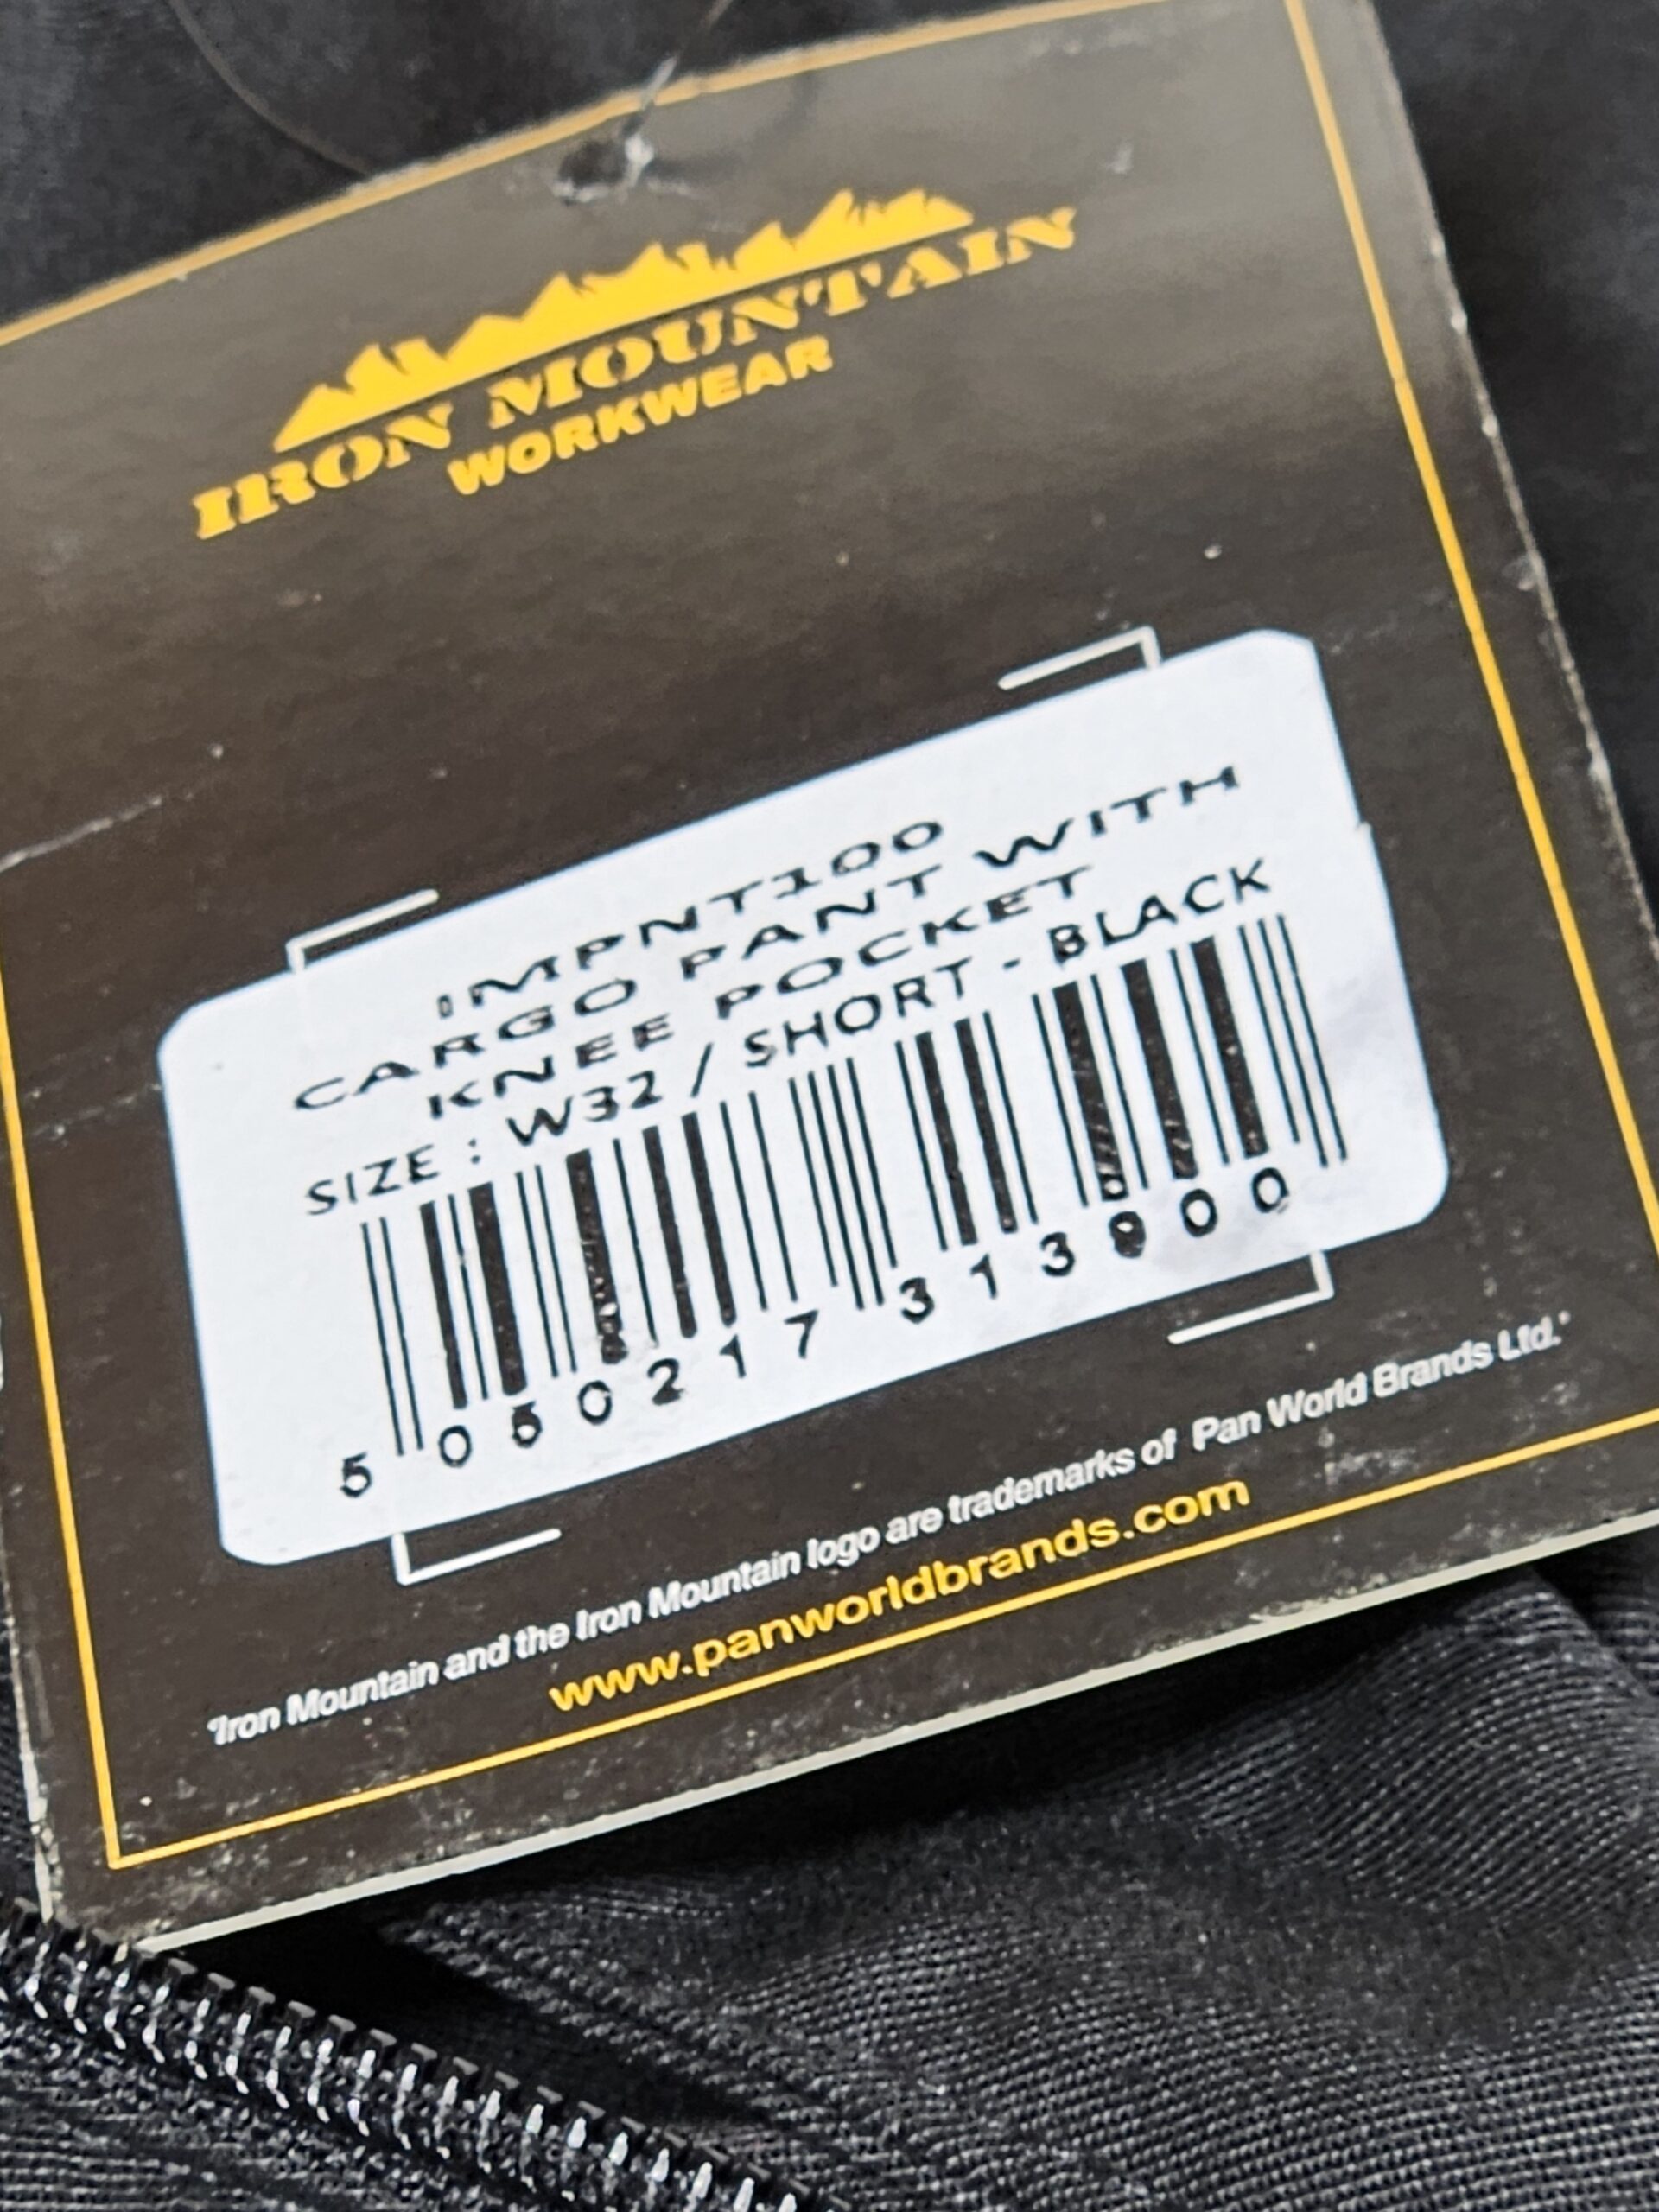 IRON MOUNTAIN
WORKWEAR
IMPNT100
CARGO PANT WITH
KNEE POCKET
SIZE : W32 / SHORT - BLACK
5 050217 313900
'Iron Mountain and the Iron Mountain logo are trademarks of Pan World Brands Ltd.'
www.panworldbrands.com